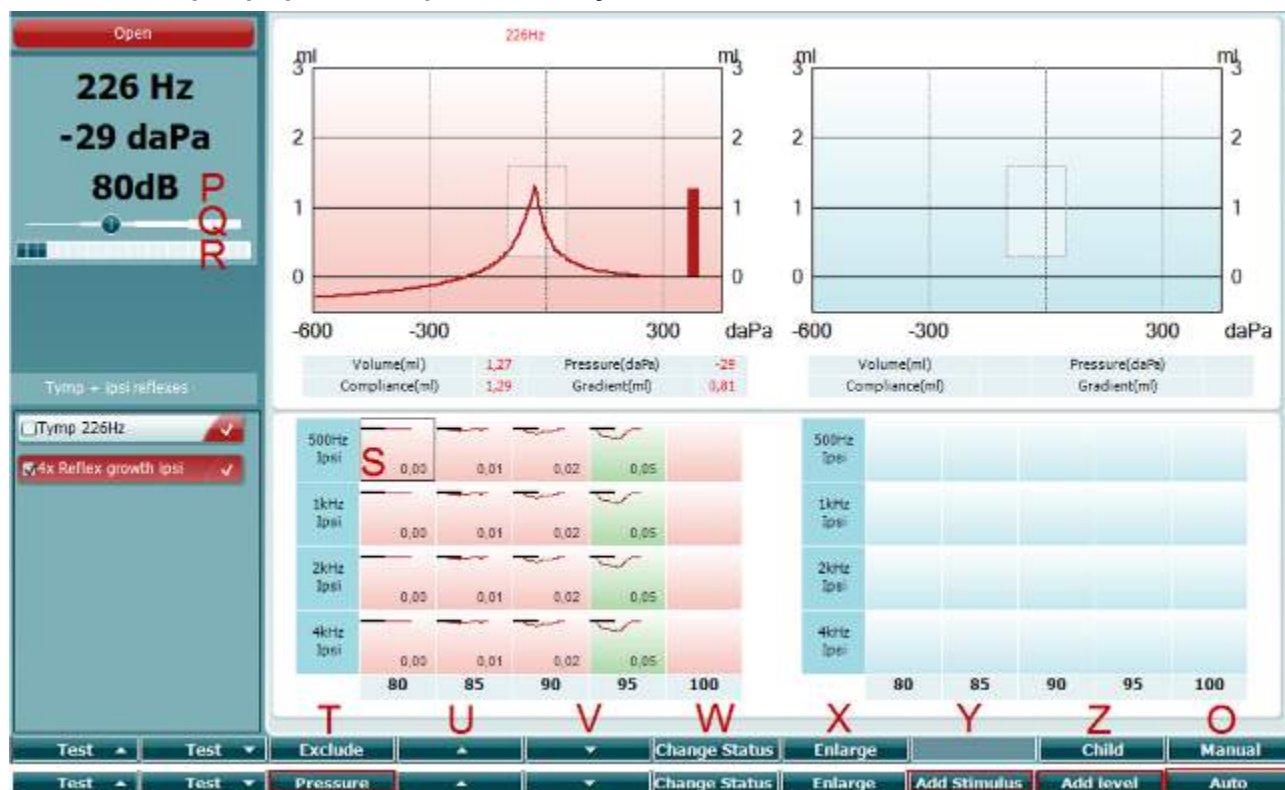 Open
226 Hz
-29 daPa
80dB P
Q
R
Tymp + ipsi reflexes
Tymp 226Hz
4x Reflex growth ipsi
226Hz
ml ml
3 3
2 2
1 1
0 0
-600 -300 300 daPa
Volume(ml) 1,27 Pressure(daPa) -29
Compliance(ml) 1,29 Gradient(ml) 0,81
ml ml
3 3
2 2
1 1
0 0
-600 -300 300 daPa
Volume(ml) Pressure(daPa)
Compliance(ml) Gradient(ml)
500Hz
Ipsi S 0,00 0,01 0,02 0,05
1kHz
Ipsi 0,00 0,01 0,02 0,05
2kHz
Ipsi 0,00 0,01 0,02 0,05
4kHz
Ipsi 0,00 0,01 0,02 0,05
80 85 90 95 100
500Hz
Ipsi
1kHz
Ipsi
2kHz
Ipsi
4kHz
Ipsi
80 85 90 95 100
T U V W X Y Z O
Test Test Exclude Change Status Enlarge Child Manual
Test Test Pressure Change Status Enlarge Add Stimulus Add level Auto